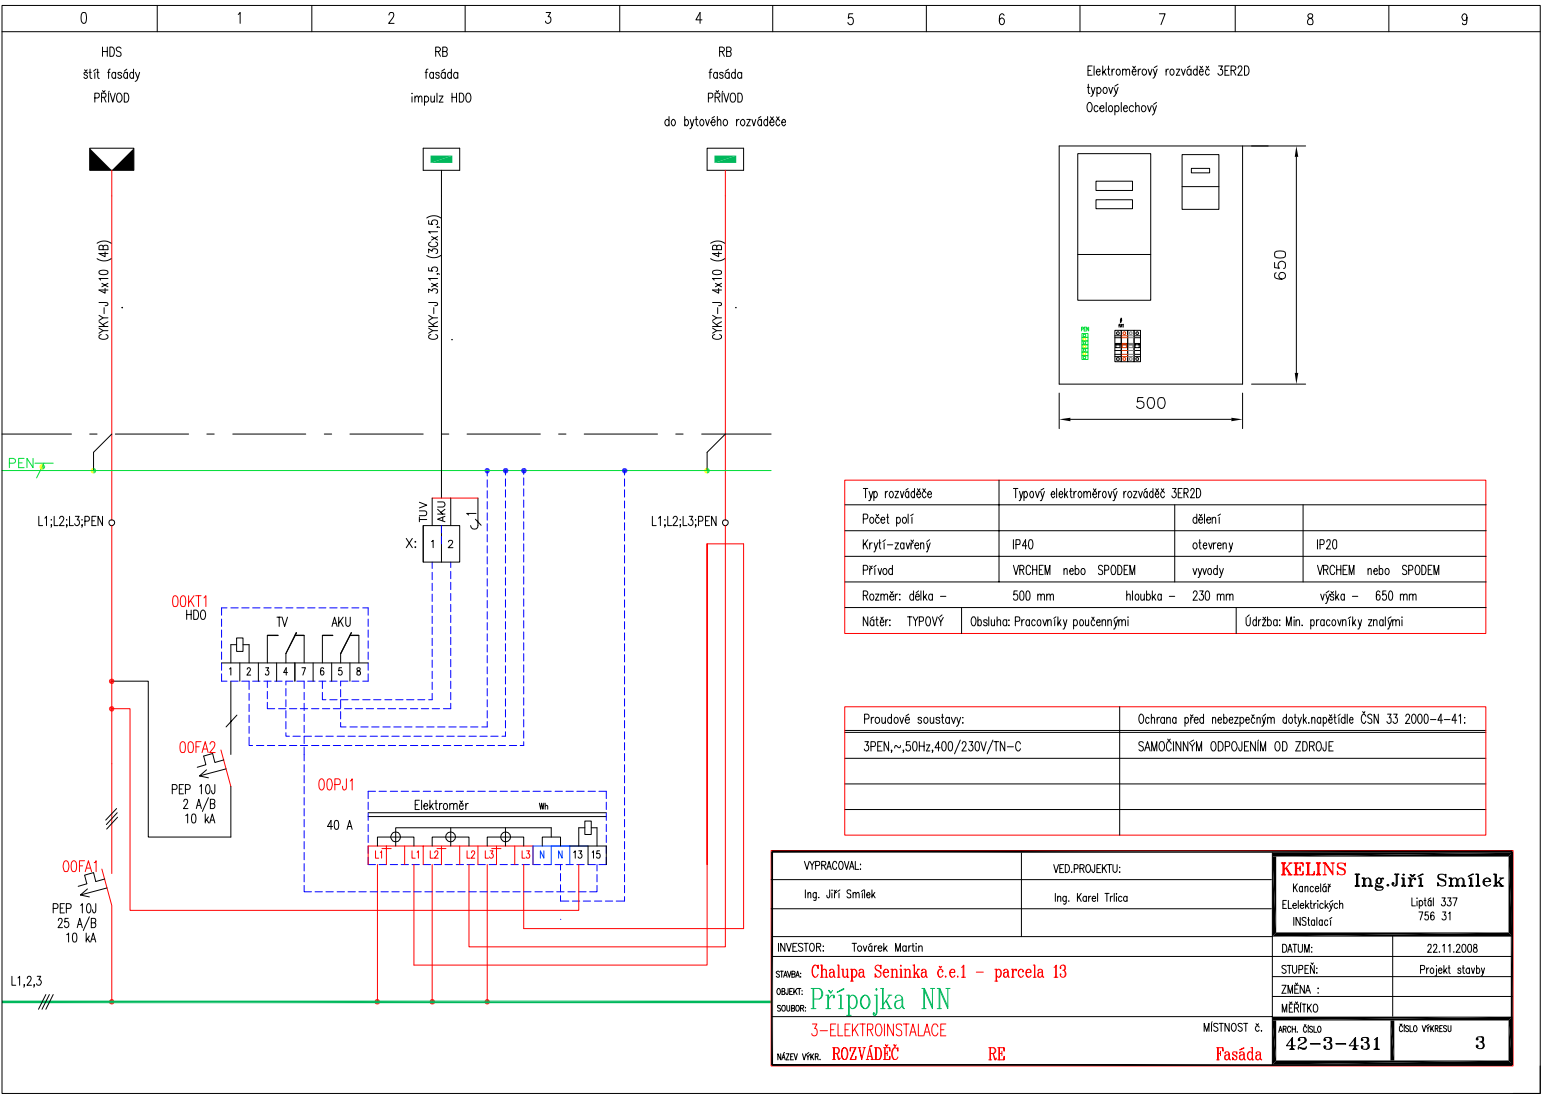 0 1 2 3 4 5 6 7 8 9
HDS
štít fasády
PŘÍVOD
RB
fasáda
impulz HDO
RB
fasáda
PŘÍVOD
do bytového rozváděče
Elektroměrový rozváděč 3ER2D
typový
Oceloplechový
CYKY-J 4x10 (4B)
CYKY-J 3x1,5 (3Cx1,5)
CYKY-J 4x10 (4B)
650
500
PEN
L1;L2;L3;PEN
TUV
AKU
1
X: 1 2
L1;L2;L3;PEN
00KT1
HDO
TV AKU
1 2 3 4 7 6 5 8
00FA2
PEP 10J
2 A/B
10 kA
00PJ1
40 A
Elektroměr Wh
L1 L1 L2 L2 L3 L3 N N 13 15
00FA1
PEP 10J
25 A/B
10 kA
L1,2,3
Typ rozváděče Typový elektroměrový rozváděč 3ER2D
Počet polí dělení
Krytí-zavřený IP40 otevreny IP20
Přívod VRCHEM nebo SPODEM vyvody VRCHEM nebo SPODEM
Rozměr: délka - 500 mm hloubka - 230 mm výška - 650 mm
Nátěr: TYPOVÝ Obsluha: Pracovníky poučennými Údržba: Min. pracovníky znalými
Proudové soustavy: Ochrana před nebezpečným dotyk.napětídle ČSN 33 2000-4-41:
3PEN,~,50Hz,400/230V/TN-C SAMOČINNÝM ODPOJENÍM OD ZDROJE
VYPRACOVAL: VED.PROJEKTU:
Ing. Jiří Smílek Ing. Karel Trlica
KELINS Ing.Jiří Smílek
Kancelář
ELelektrických
INStalací
Liptál 337
756 31
INVESTOR: Továrek Martin
STAVBA: Chalupa Seninka č.e.1 - parcela 13
OBJEKT:
SOUBOR: Přípojka NN
3-ELEKTROINSTALACE MÍSTNOST č.
NÁZEV VÝKR. ROZVÁDĚČ RE Fasáda
DATUM: 22.11.2008
STUPEŇ: Projekt stavby
ZMĚNA :
MĚŘÍTKO
ARCH. ČÍSLO 42-3-431
ČÍSLO VÝKRESU 3